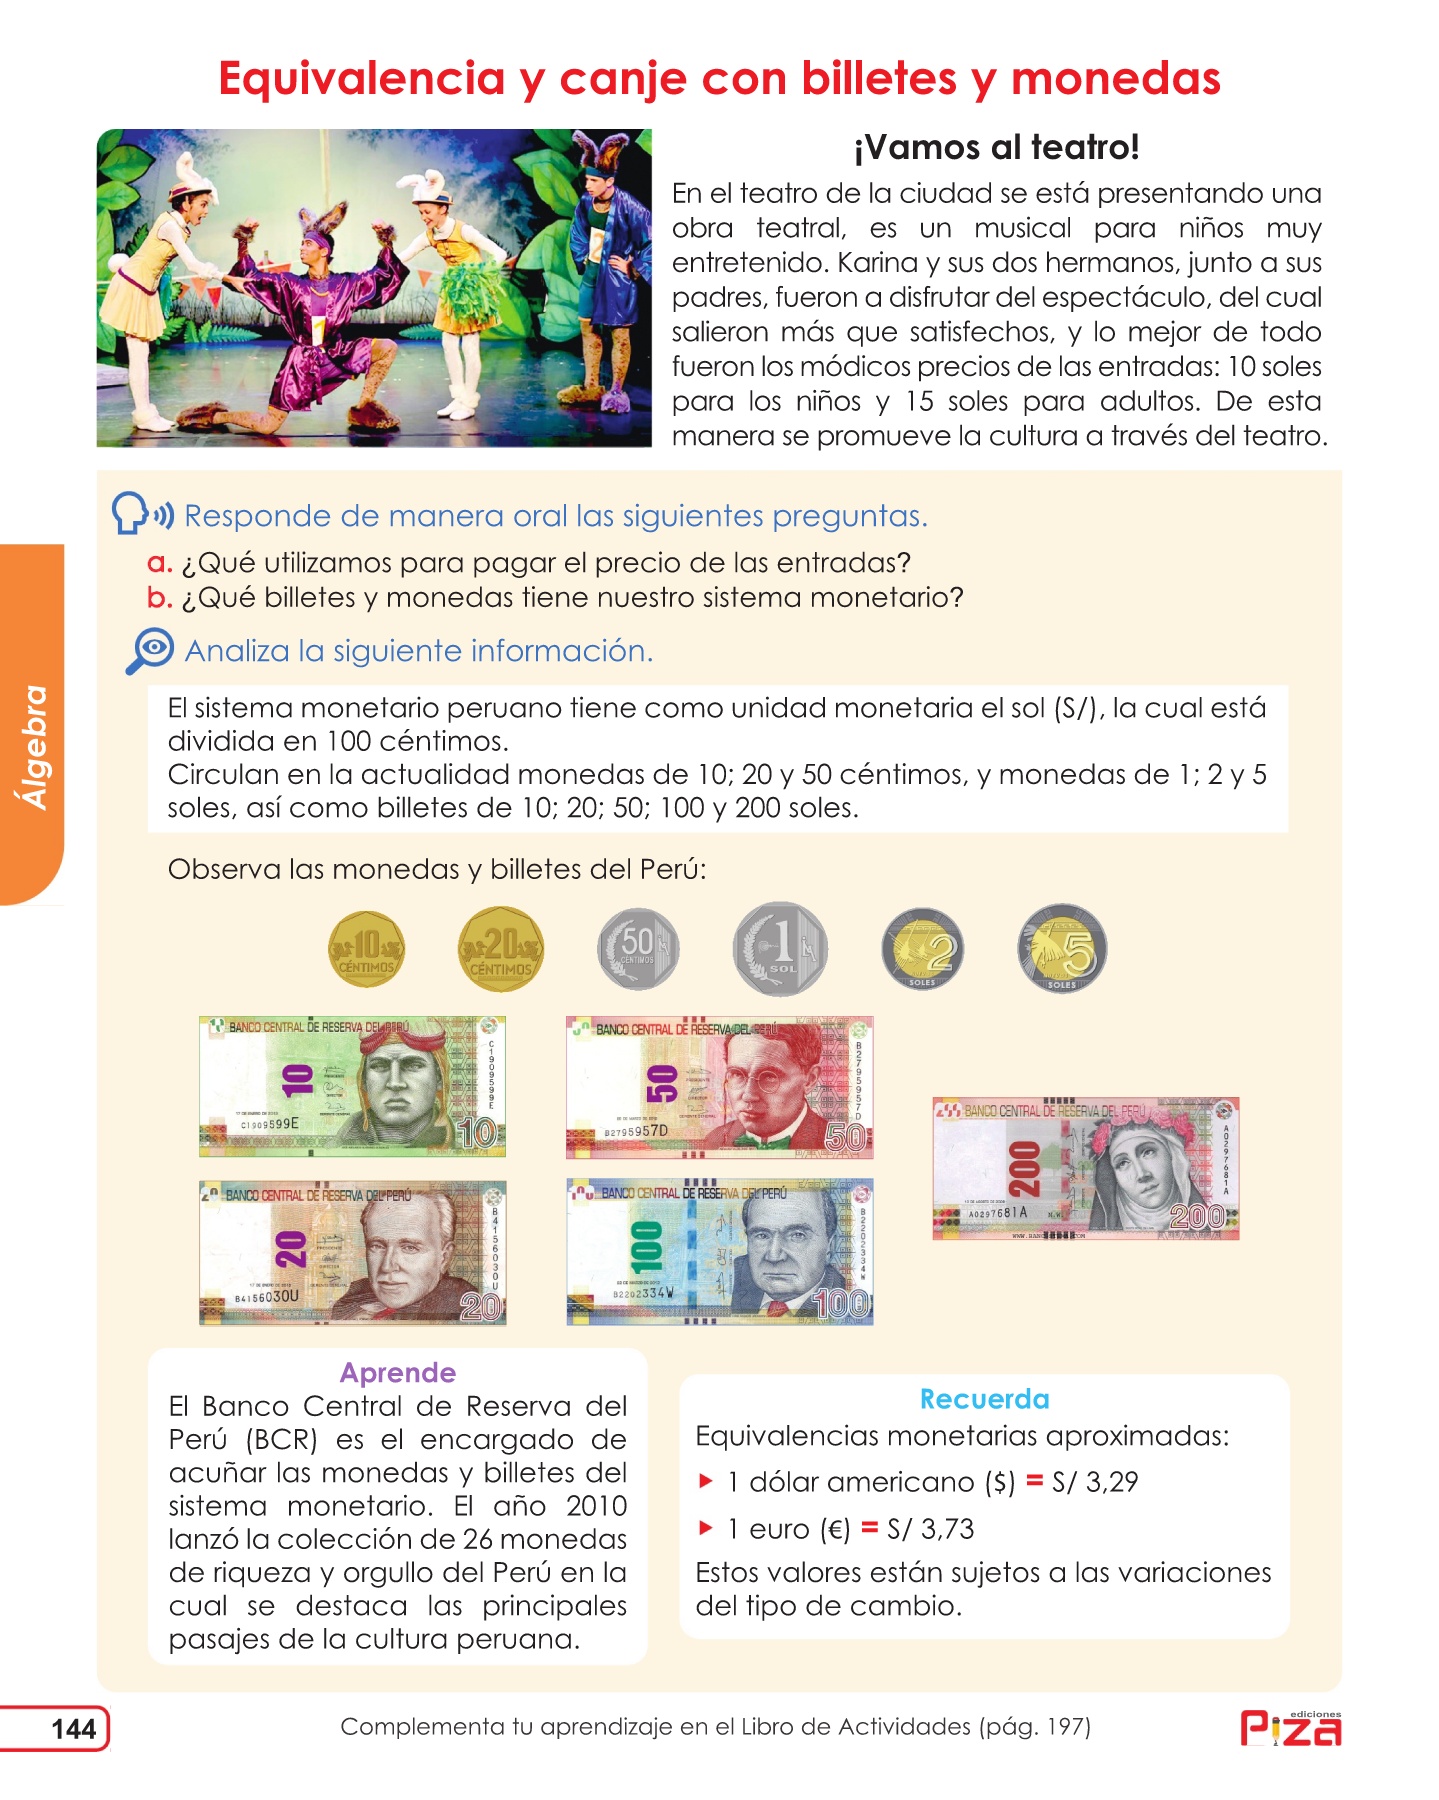 Equivalencia y canje con billetes y monedas
¡Vamos al teatro!
En el teatro de la ciudad se está presentando una
obra teatral, es un musical para niños muy
entretenido. Karina y sus dos hermanos, junto a sus
padres, fueron a disfrutar del espectáculo, del cual
salieron más que satisfechos, y lo mejor de todo
fueron los módicos precios de las entradas: 10 soles
para los niños y 15 soles para adultos. De esta
manera se promueve la cultura a través del teatro.
Responde de manera oral las siguientes preguntas.
a. ¿Qué utilizamos para pagar el precio de las entradas?
b. ¿Qué billetes y monedas tiene nuestro sistema monetario?
Analiza la siguiente información.
Álgebra
El sistema monetario peruano tiene como unidad monetaria el sol (S/), la cual está
dividida en 100 céntimos.
Circulan en la actualidad monedas de 10; 20 y 50 céntimos, y monedas de 1; 2 y 5
soles, así como billetes de 10; 20; 50; 100 y 200 soles.
Observa las monedas y billetes del Perú:
10 CÉNTIMOS
20 CÉNTIMOS
50 CÉNTIMOS
1 SOL
2 SOLES
5 SOLES
BANCO CENTRAL DE RESERVA DEL PERÚ
10
C1909599E
C1909599E
10
BANCO CENTRAL DE RESERVA DEL PERÚ
50
B2795957D
B2795957D
50
BANCO CENTRAL DE RESERVA DEL PERÚ
200
A0297681A
A0297681A
200
BANCO CENTRAL DE RESERVA DEL PERÚ
20
B4156030U
B4156030U
20
BANCO CENTRAL DE RESERVA DEL PERÚ
100
B2202334W
B2202334W
100
Aprende
El Banco Central de Reserva del
Perú (BCR) es el encargado de
acuñar las monedas y billetes del
sistema monetario. El año 2010
lanzó la colección de 26 monedas
de riqueza y orgullo del Perú en la
cual se destaca las principales
pasajes de la cultura peruana.
Recuerda
Equivalencias monetarias aproximadas:
1 dólar americano ($) = S/ 3,29
1 euro (€) = S/ 3,73
Estos valores están sujetos a las variaciones
del tipo de cambio.
144
Complementa tu aprendizaje en el Libro de Actividades (pág. 197)
ediciones
Piza